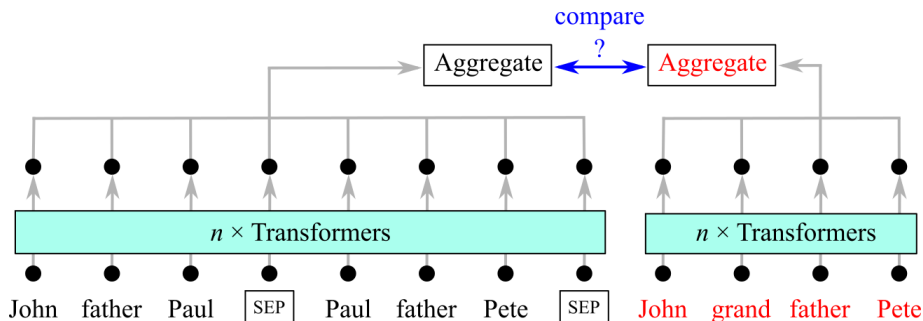 compare
?
Aggregate Aggregate
n × Transformers n × Transformers
John father Paul SEP Paul father Pete SEP John grand father Pete